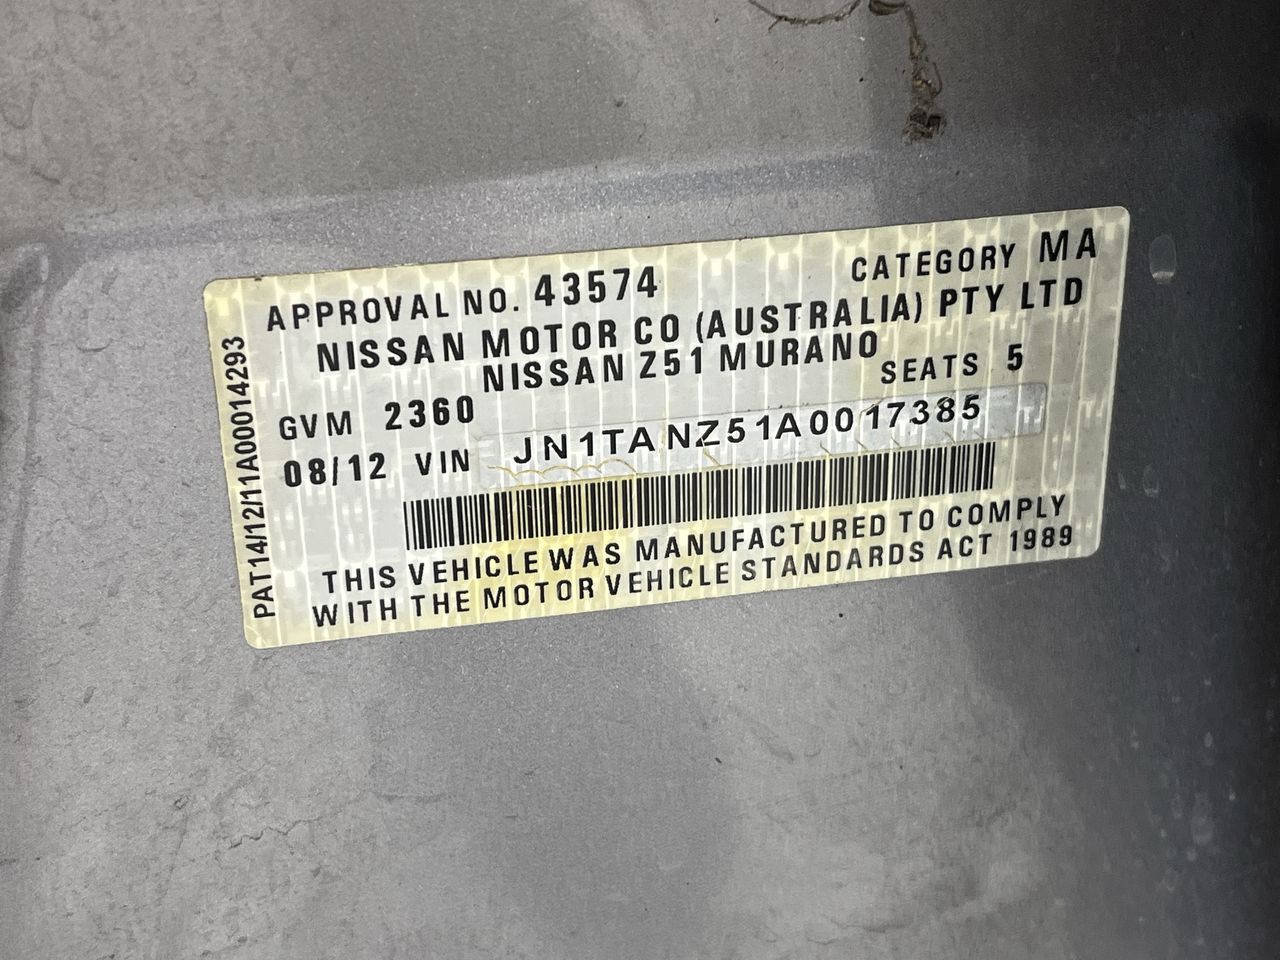 APPROVAL NO. 43574 CATEGORY MA
NISSAN MOTOR CO (AUSTRALIA) PTY LTD
NISSAN Z51 MURANO
GVM 2360 SEATS 5
08/12 VIN JN1TANZ51A0017385
THIS VEHICLE WAS MANUFACTURED TO COMPLY
WITH THE MOTOR VEHICLE STANDARDS ACT 1989
PAT14/12/11A00014293